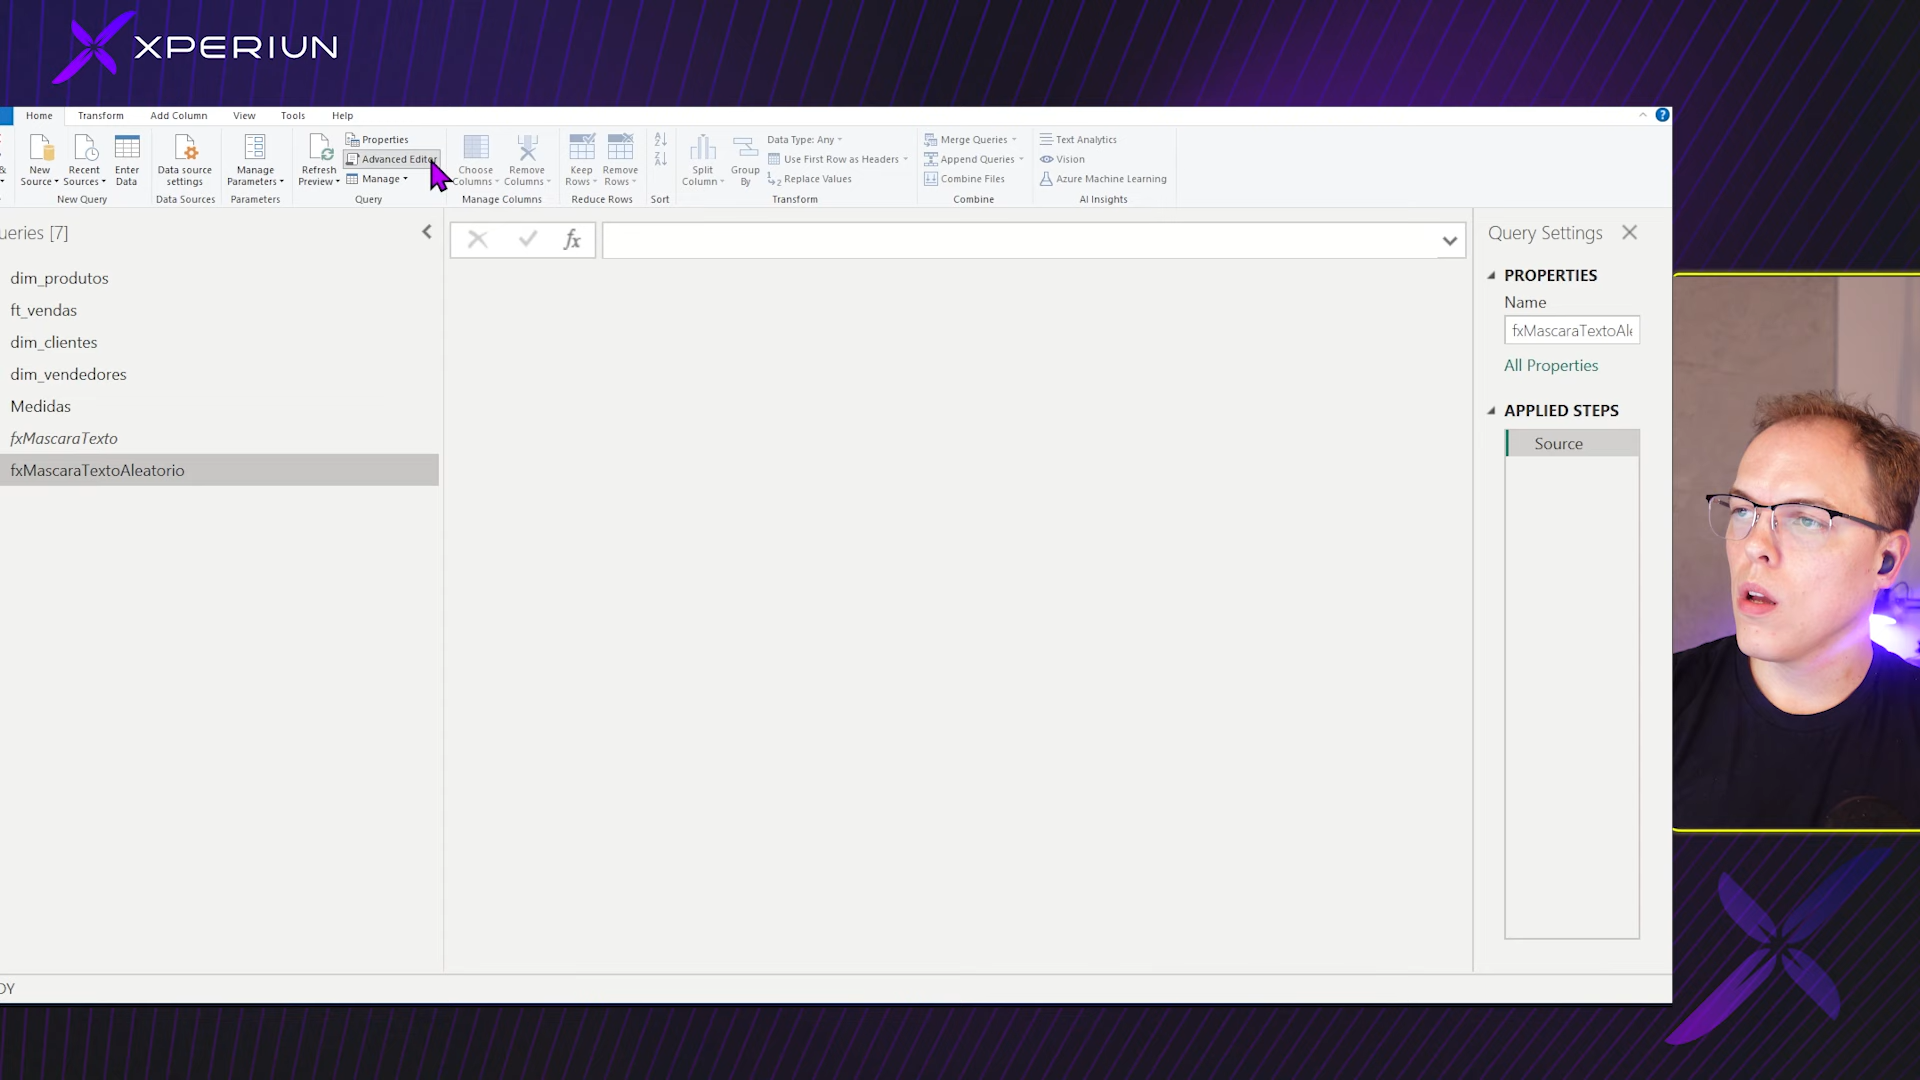 XPERIUN
Home Transform Add Column View Tools Help
New Source Recent Sources Enter Data
New Query
Data source settings
Data Sources
Manage Parameters
Parameters
Refresh Preview
Properties
Advanced Editor
Manage
Query
Choose Columns Remove Columns
Manage Columns
Keep Rows Remove Rows
Reduce Rows
Sort
Split Column Group By
Data Type: Any
Use First Row as Headers
Replace Values
Transform
Merge Queries
Append Queries
Combine Files
Combine
Text Analytics
Vision
Azure Machine Learning
AI Insights
ueries [7]
dim_produtos
ft_vendas
dim_clientes
dim_vendedores
Medidas
fxMascaraTexto
fxMascaraTextoAleatorio
fx
Query Settings
PROPERTIES
Name
fxMascaraTextoAl
All Properties
APPLIED STEPS
Source
DY